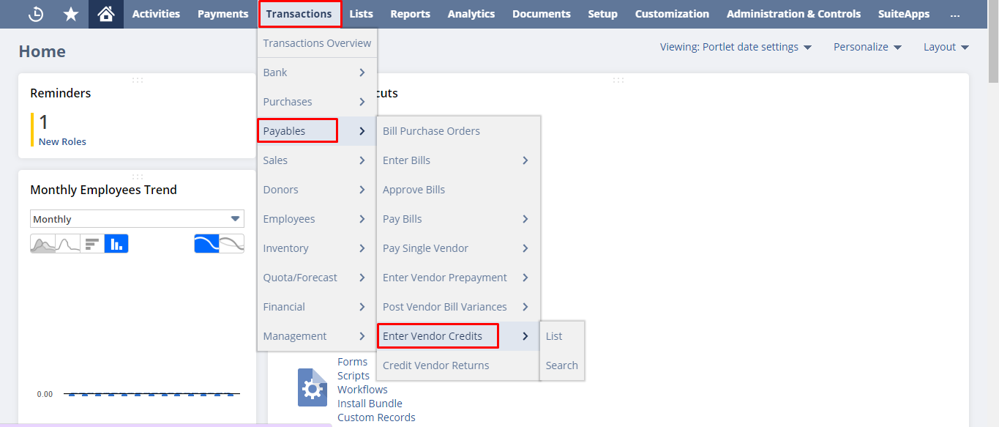 Activities Payments Transactions Lists Reports Analytics Documents Setup Customization Administration & Controls SuiteApps ...
Home
Viewing: Portlet date settings Personalize Layout
Transactions Overview
Bank
Purchases
Payables
Sales
Donors
Employees
Inventory
Quota/Forecast
Financial
Management
Bill Purchase Orders
Enter Bills
Approve Bills
Pay Bills
Pay Single Vendor
Enter Vendor Prepayment
Post Vendor Bill Variances
Enter Vendor Credits
Credit Vendor Returns
List
Search
Reminders
1
New Roles
Monthly Employees Trend
Monthly
0.00
cuts
Forms
Scripts
Workflows
Install Bundle
Custom Records